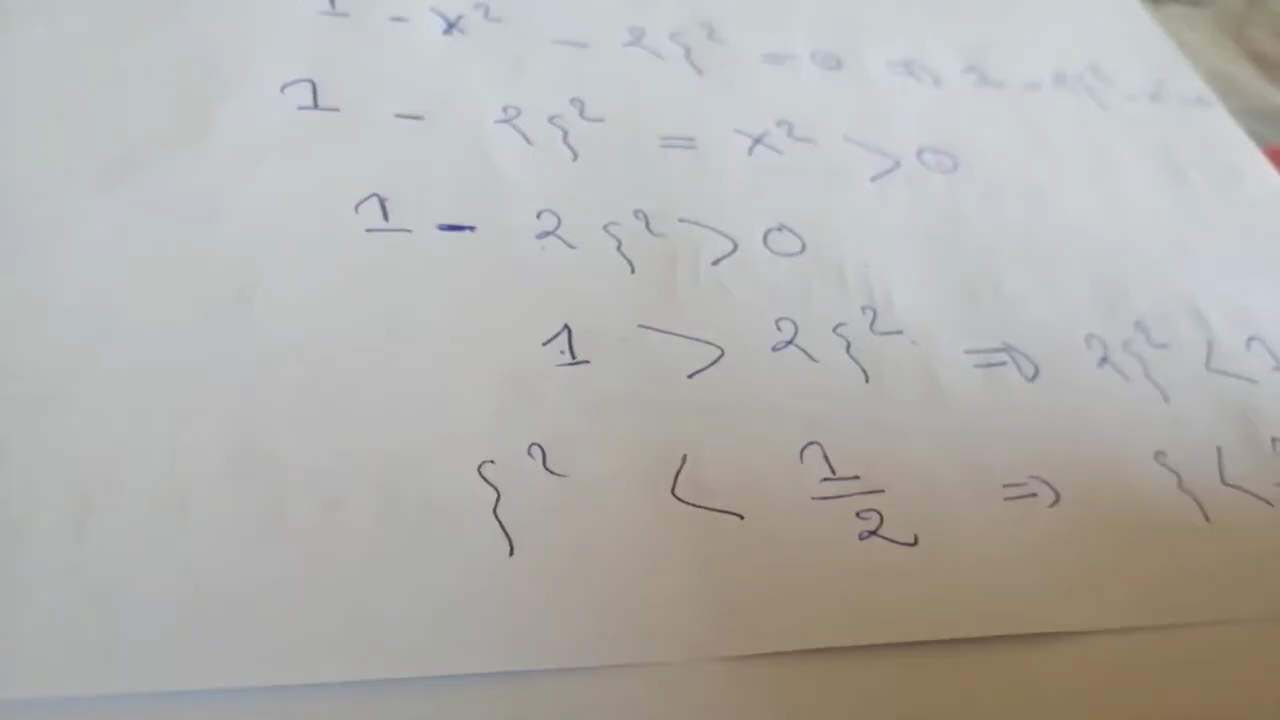 1 - x² - 2ξ² = 0 ⇒
1 - 2ξ² = x² > 0
1 - 2ξ² > 0
1 > 2ξ² ⇒ 2ξ² <
ξ² < 1/2 ⇒ ξ <